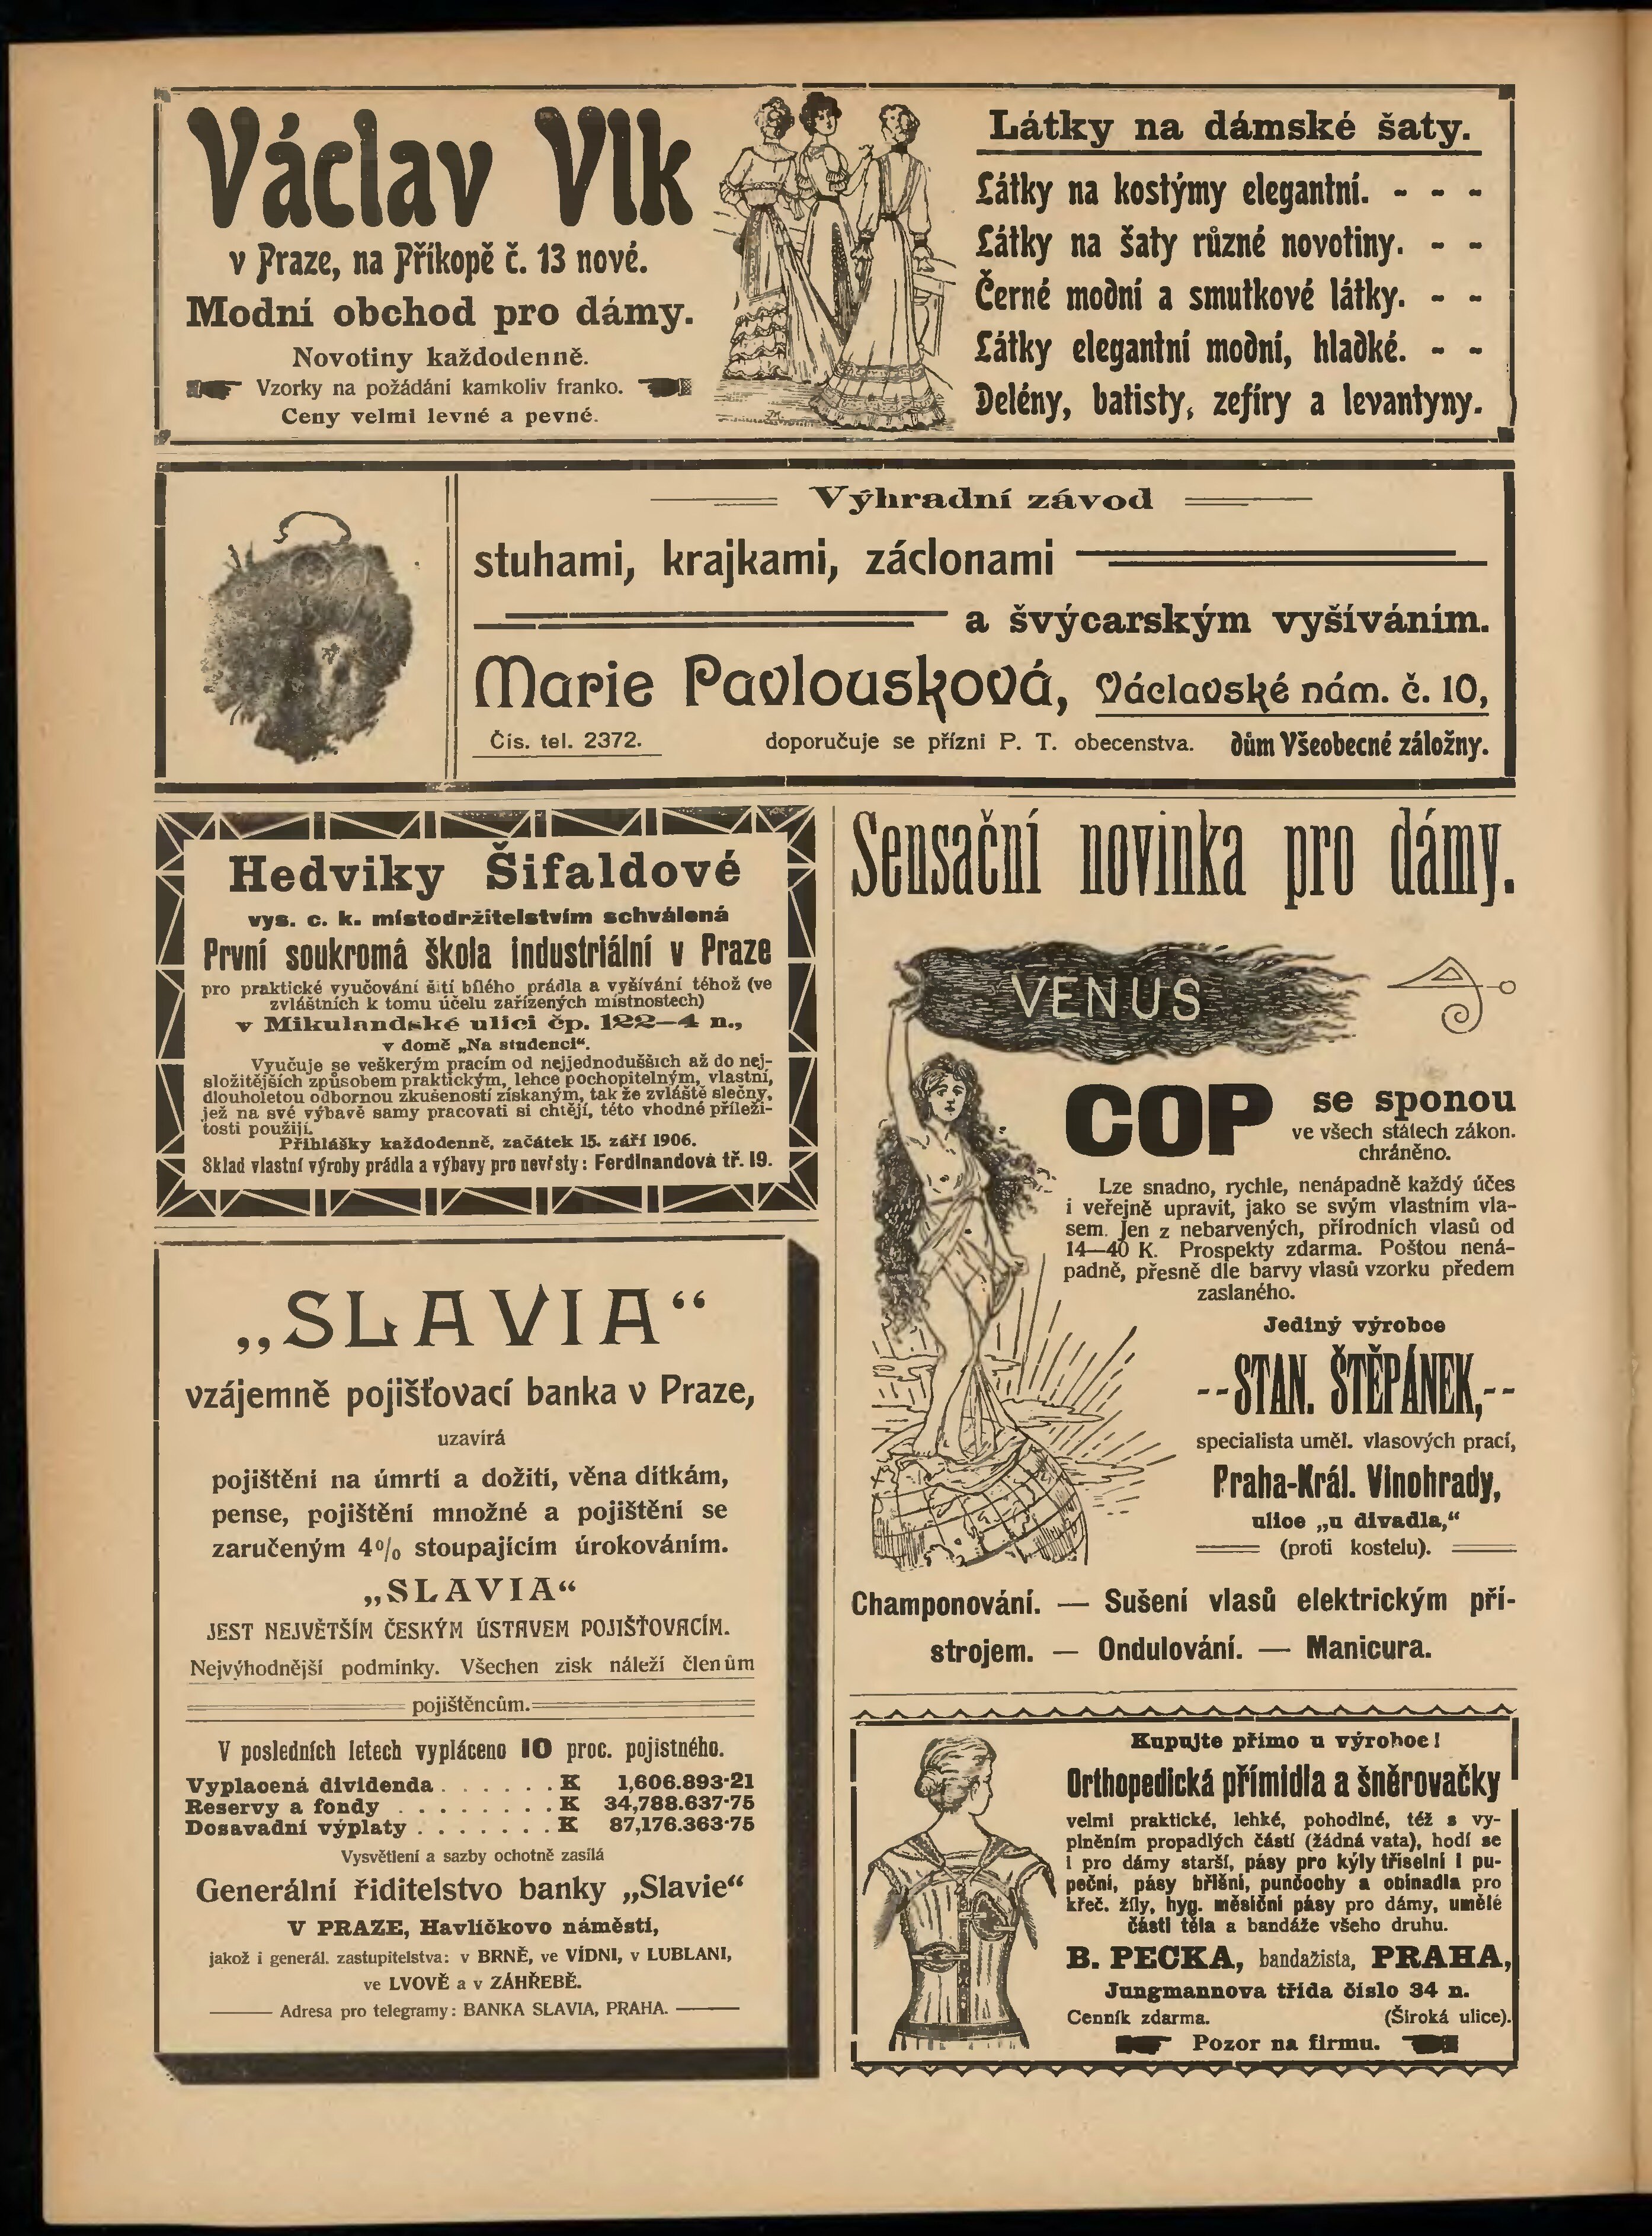 Václav Vlk
v Praze, na Příkopě č. 13 nové.
Modní obchod pro dámy.
Novotiny každodenně.
Vzorky na požádání kamkoliv franko.
Ceny velmi levné a pevné.
Látky na dámské šaty.
Látky na kostýmy elegantní. - - -
Látky na šaty různé novotiny. - -
Černé modní a smutkové látky. - -
Látky elegantní modní, hladké. - -
Delény, batisty, zefíry a levantyny.
Výhradní závod
stuhami, krajkami, záclonami
a švýcarským vyšíváním.
Marie Pavlousková, Václavské nám. č. 10,
Čís. tel. 2372. doporučuje se přízni P. T. obecenstva. dům Všeobecné záložny.
Hedviky Šifaldové
vys. c. k. místodržitelstvím schválená
První soukromá škola industriální v Praze
pro praktické vyučování šití bílého prádla a vyšívání téhož (ve
zvláštních k tomu účelu zařízených místnostech)
v Mikulandské ulici čp. 122—4 n.,
v domě „Na studenci“.
Vyučuje se veškerým pracím od nejjednodušších až do nej-
složitějších způsobem praktickým, lehce pochopitelným, vlastní,
dlouholetou odbornou zkušeností získaným, tak že zvláště slečny,
jež na své výbavě samy pracovati si chtějí, této vhodné příleži-
tosti použijí.
Přihlášky každodenně, začátek 15. září 1906.
Sklad vlastní výroby prádla a výbavy pro nevěsty: Ferdinandova tř. 19.
„SLAVIA“
vzájemně pojišťovací banka v Praze,
uzavírá
pojištění na úmrtí a dožití, věna dítkám,
pense, pojištění množné a pojištění se
zaručeným 4% stoupajícím úrokováním.
„SLAVIA“
JEST NEJVĚTŠÍM ČESKÝM ÚSTAVEM POJIŠŤOVACÍM.
Nejvýhodnější podmínky. Všechen zisk náleží členům
pojištěncům.
V posledních letech vypláceno 10 proc. pojistného.
Vyplacená dividenda . . . . . . K 1,606.893·21
Reservy a fondy . . . . . . . . K 34,788.637·75
Dosavadní výplaty . . . . . . . K 87,176.363·75
Vysvětlení a sazby ochotně zasílá
Generální řiditelstvo banky „Slavie“
V PRAZE, Havlíčkovo náměstí,
jakož i generál. zastupitelstva: v BRNĚ, ve VÍDNI, v LUBLANI,
ve LVOVĚ a v ZÁHŘEBĚ.
Adresa pro telegramy: BANKA SLAVIA, PRAHA.
Sensační novinka pro dámy.
VENUS
COP se sponou
ve všech státech zákon.
chráněno.
Lze snadno, rychle, nenápadně každý účes
i veřejně upravit, jako se svým vlastním vla-
sem. Jen z nebarvených, přírodních vlasů od
14—40 K. Prospekty zdarma. Poštou nená-
padně, přesně dle barvy vlasů vzorku předem
zaslaného.
Jediný výrobce
--STAN. ŠTĚPÁNEK,--
specialista uměl. vlasových prací,
Praha-Král. Vinohrady,
ulice „u divadla,“
(proti kostelu).
Champonování. — Sušení vlasů elektrickým pří-
strojem. — Ondulování. — Manicura.
Kupujte přímo u výrobce!
Orthopedická přímidla a šněrovačky
velmi praktické, lehké, pohodlné, též s vy-
plněním propadlých částí (žádná vata), hodí se
i pro dámy starší, pásy pro kýly tříselní i pu-
peční, pásy břišní, punčochy a obinadla pro
křeč. žíly, hyg. měsíční pásy pro dámy, umělé
části těla a bandáže všeho druhu.
B. PECKA, bandažista, PRAHA,
Jungmannova třída číslo 34 n.
Cenník zdarma. (Široká ulice).
Pozor na firmu.